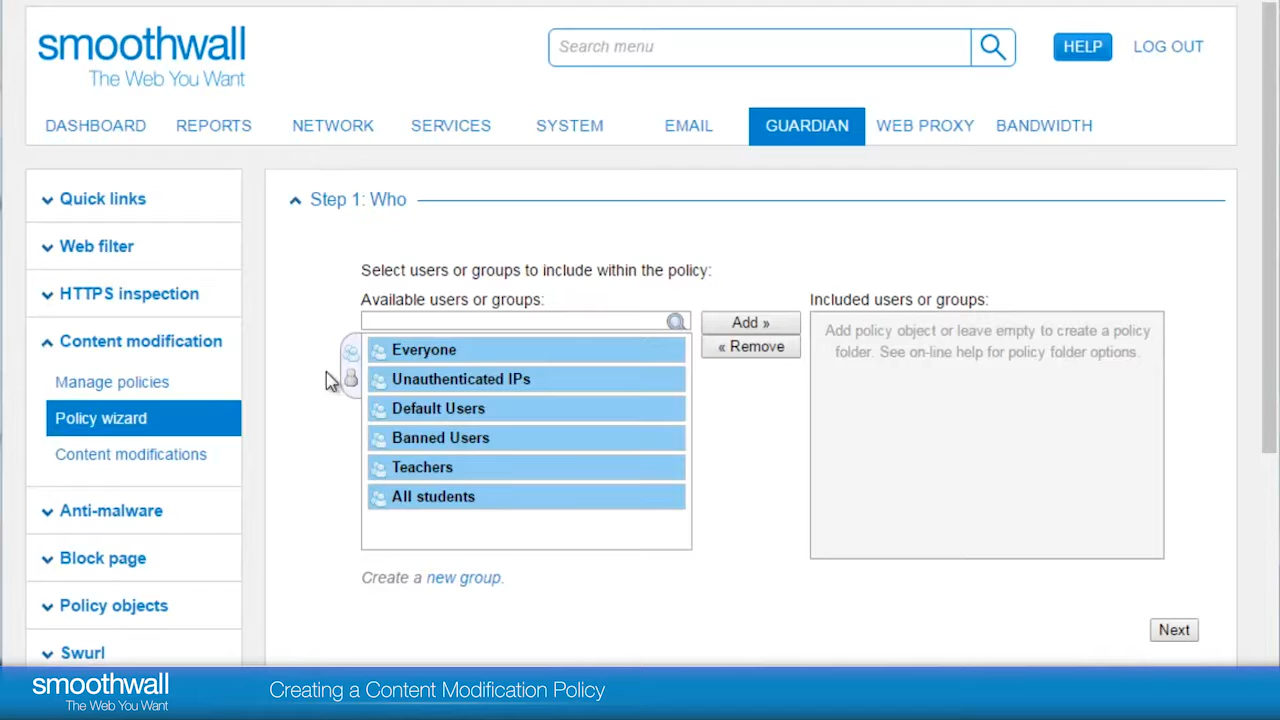 smoothwall
The Web You Want
Search menu
HELP
LOG OUT
DASHBOARD
REPORTS
NETWORK
SERVICES
SYSTEM
EMAIL
GUARDIAN
WEB PROXY
BANDWIDTH
Quick links
Web filter
HTTPS inspection
Content modification
Manage policies
Policy wizard
Content modifications
Anti-malware
Block page
Policy objects
Swurl
Step 1: Who
Select users or groups to include within the policy:
Available users or groups:
Everyone
Unauthenticated IPs
Default Users
Banned Users
Teachers
All students
Create a new group.
Add »
« Remove
Included users or groups:
Add policy object or leave empty to create a policy
folder. See on-line help for policy folder options.
Next
smoothwall
The Web You Want
Creating a Content Modification Policy